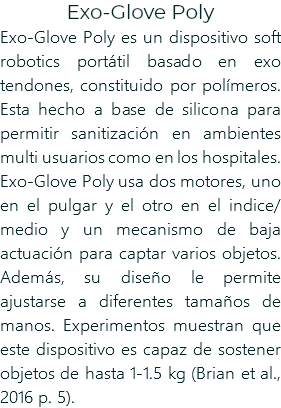 Exo-Glove Poly
Exo-Glove Poly es un dispositivo soft
robotics portátil basado en exo
tendones, constituido por polímeros.
Esta hecho a base de silicona para
permitir sanitización en ambientes
multi usuarios como en los hospitales.
Exo-Glove Poly usa dos motores, uno
en el pulgar y el otro en el indice/
medio y un mecanismo de baja
actuación para captar varios objetos.
Además, su diseño le permite
ajustarse a diferentes tamaños de
manos. Experimentos muestran que
este dispositivo es capaz de sostener
objetos de hasta 1-1.5 kg (Brian et al.,
2016 p. 5).